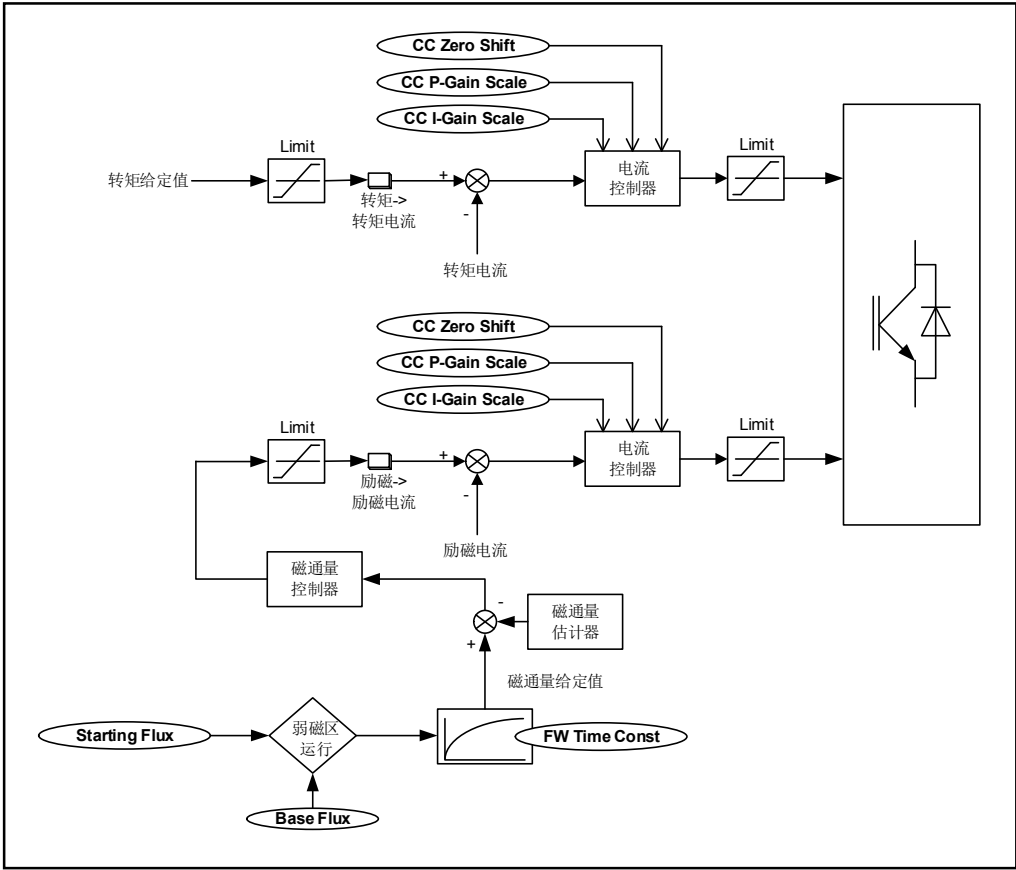 CC Zero Shift
CC P-Gain Scale
CC I-Gain Scale
Limit
Limit
转矩给定值
+
电流
控制器
转矩->
转矩电流
-
转矩电流
CC Zero Shift
CC P-Gain Scale
CC I-Gain Scale
Limit
Limit
+
电流
控制器
励磁->
励磁电流
-
励磁电流
磁通量
控制器
-
磁通量
估计器
+
磁通量给定值
Starting Flux
弱磁区
运行
FW Time Const
Base Flux